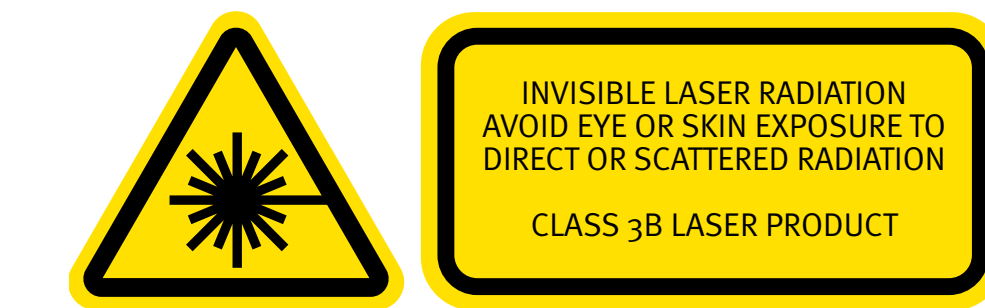 INVISIBLE LASER RADIATION
AVOID EYE OR SKIN EXPOSURE TO
DIRECT OR SCATTERED RADIATION
CLASS 3B LASER PRODUCT